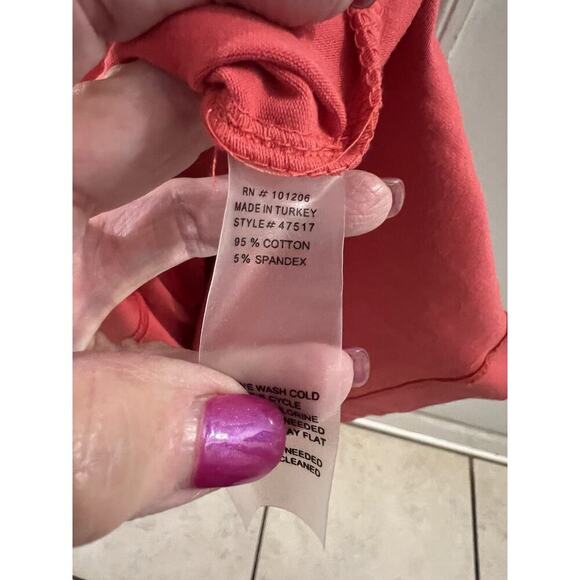 RN # 101206
MADE IN TURKEY
STYLE# 47517
95 % COTTON
5% SPANDEX
WASH COLD
CYCLE
NEEDED
FLAT
NEEDED
CLEANED